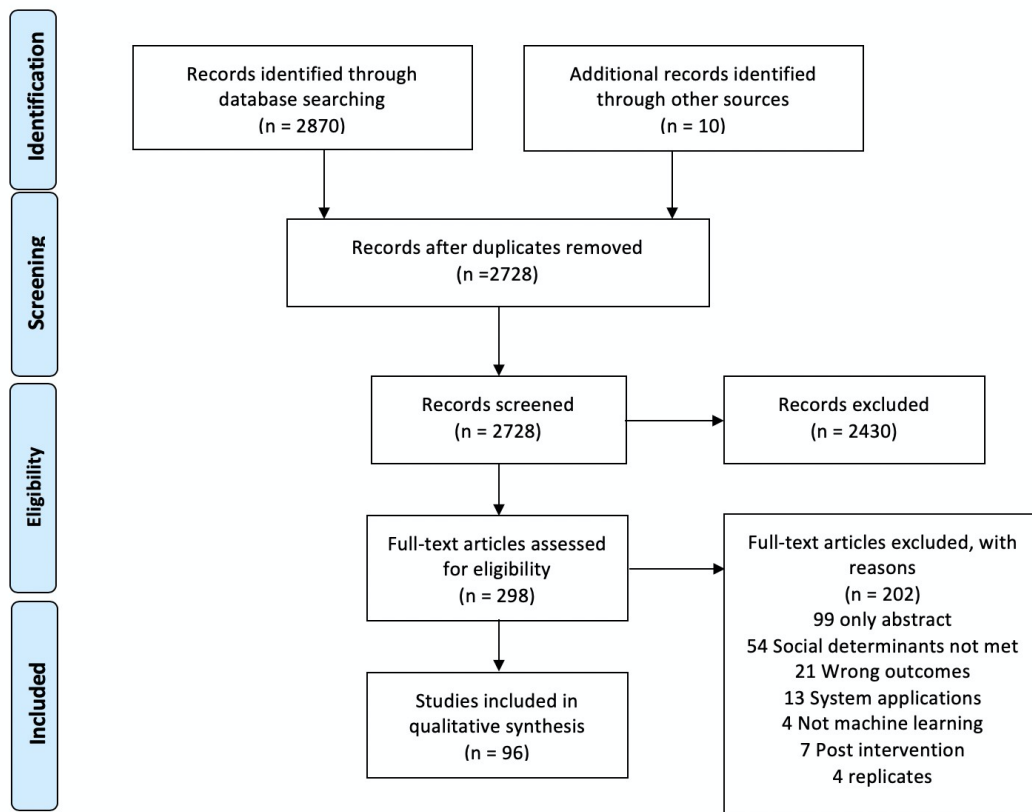 Identification
Records identified through
database searching
(n = 2870)
Additional records identified
through other sources
(n = 10)
Screening
Records after duplicates removed
(n =2728)
Eligibility
Records screened
(n = 2728)
Records excluded
(n = 2430)
Full-text articles assessed
for eligibility
(n = 298)
Full-text articles excluded, with
reasons
(n = 202)
99 only abstract
54 Social determinants not met
21 Wrong outcomes
13 System applications
4 Not machine learning
7 Post intervention
4 replicates
Included
Studies included in
qualitative synthesis
(n = 96)